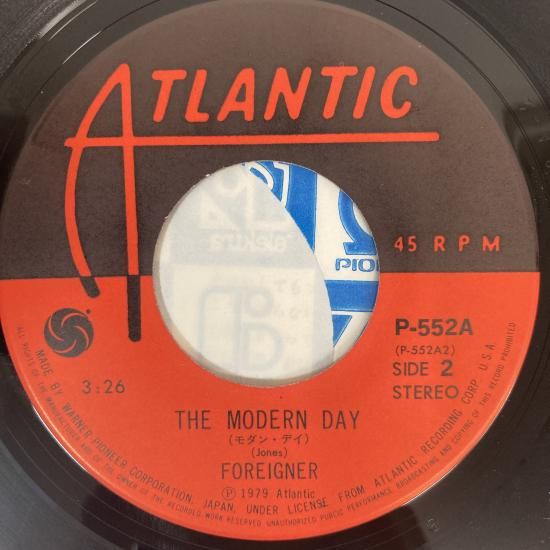 ATLANTIC
45 RPM
PION
P-552A
(P-552A2)
SIDE 2
STEREO
3:26
THE MODERN DAY
(モダン・デイ)
(Jones)
FOREIGNER
Ⓟ 1979 Atlantic
MADE BY WARNER-PIONEER CORPORATION, JAPAN, UNDER LICENSE FROM ATLANTIC RECORDING CORP. U.S.A.
ALL RIGHTS OF THE MANUFACTURER AND OF THE OWNER OF THE RECORDED WORK RESERVED. UNAUTHORIZED PUBLIC PERFORMANCE, BROADCASTING AND COPYING OF THIS RECORD PROHIBITED